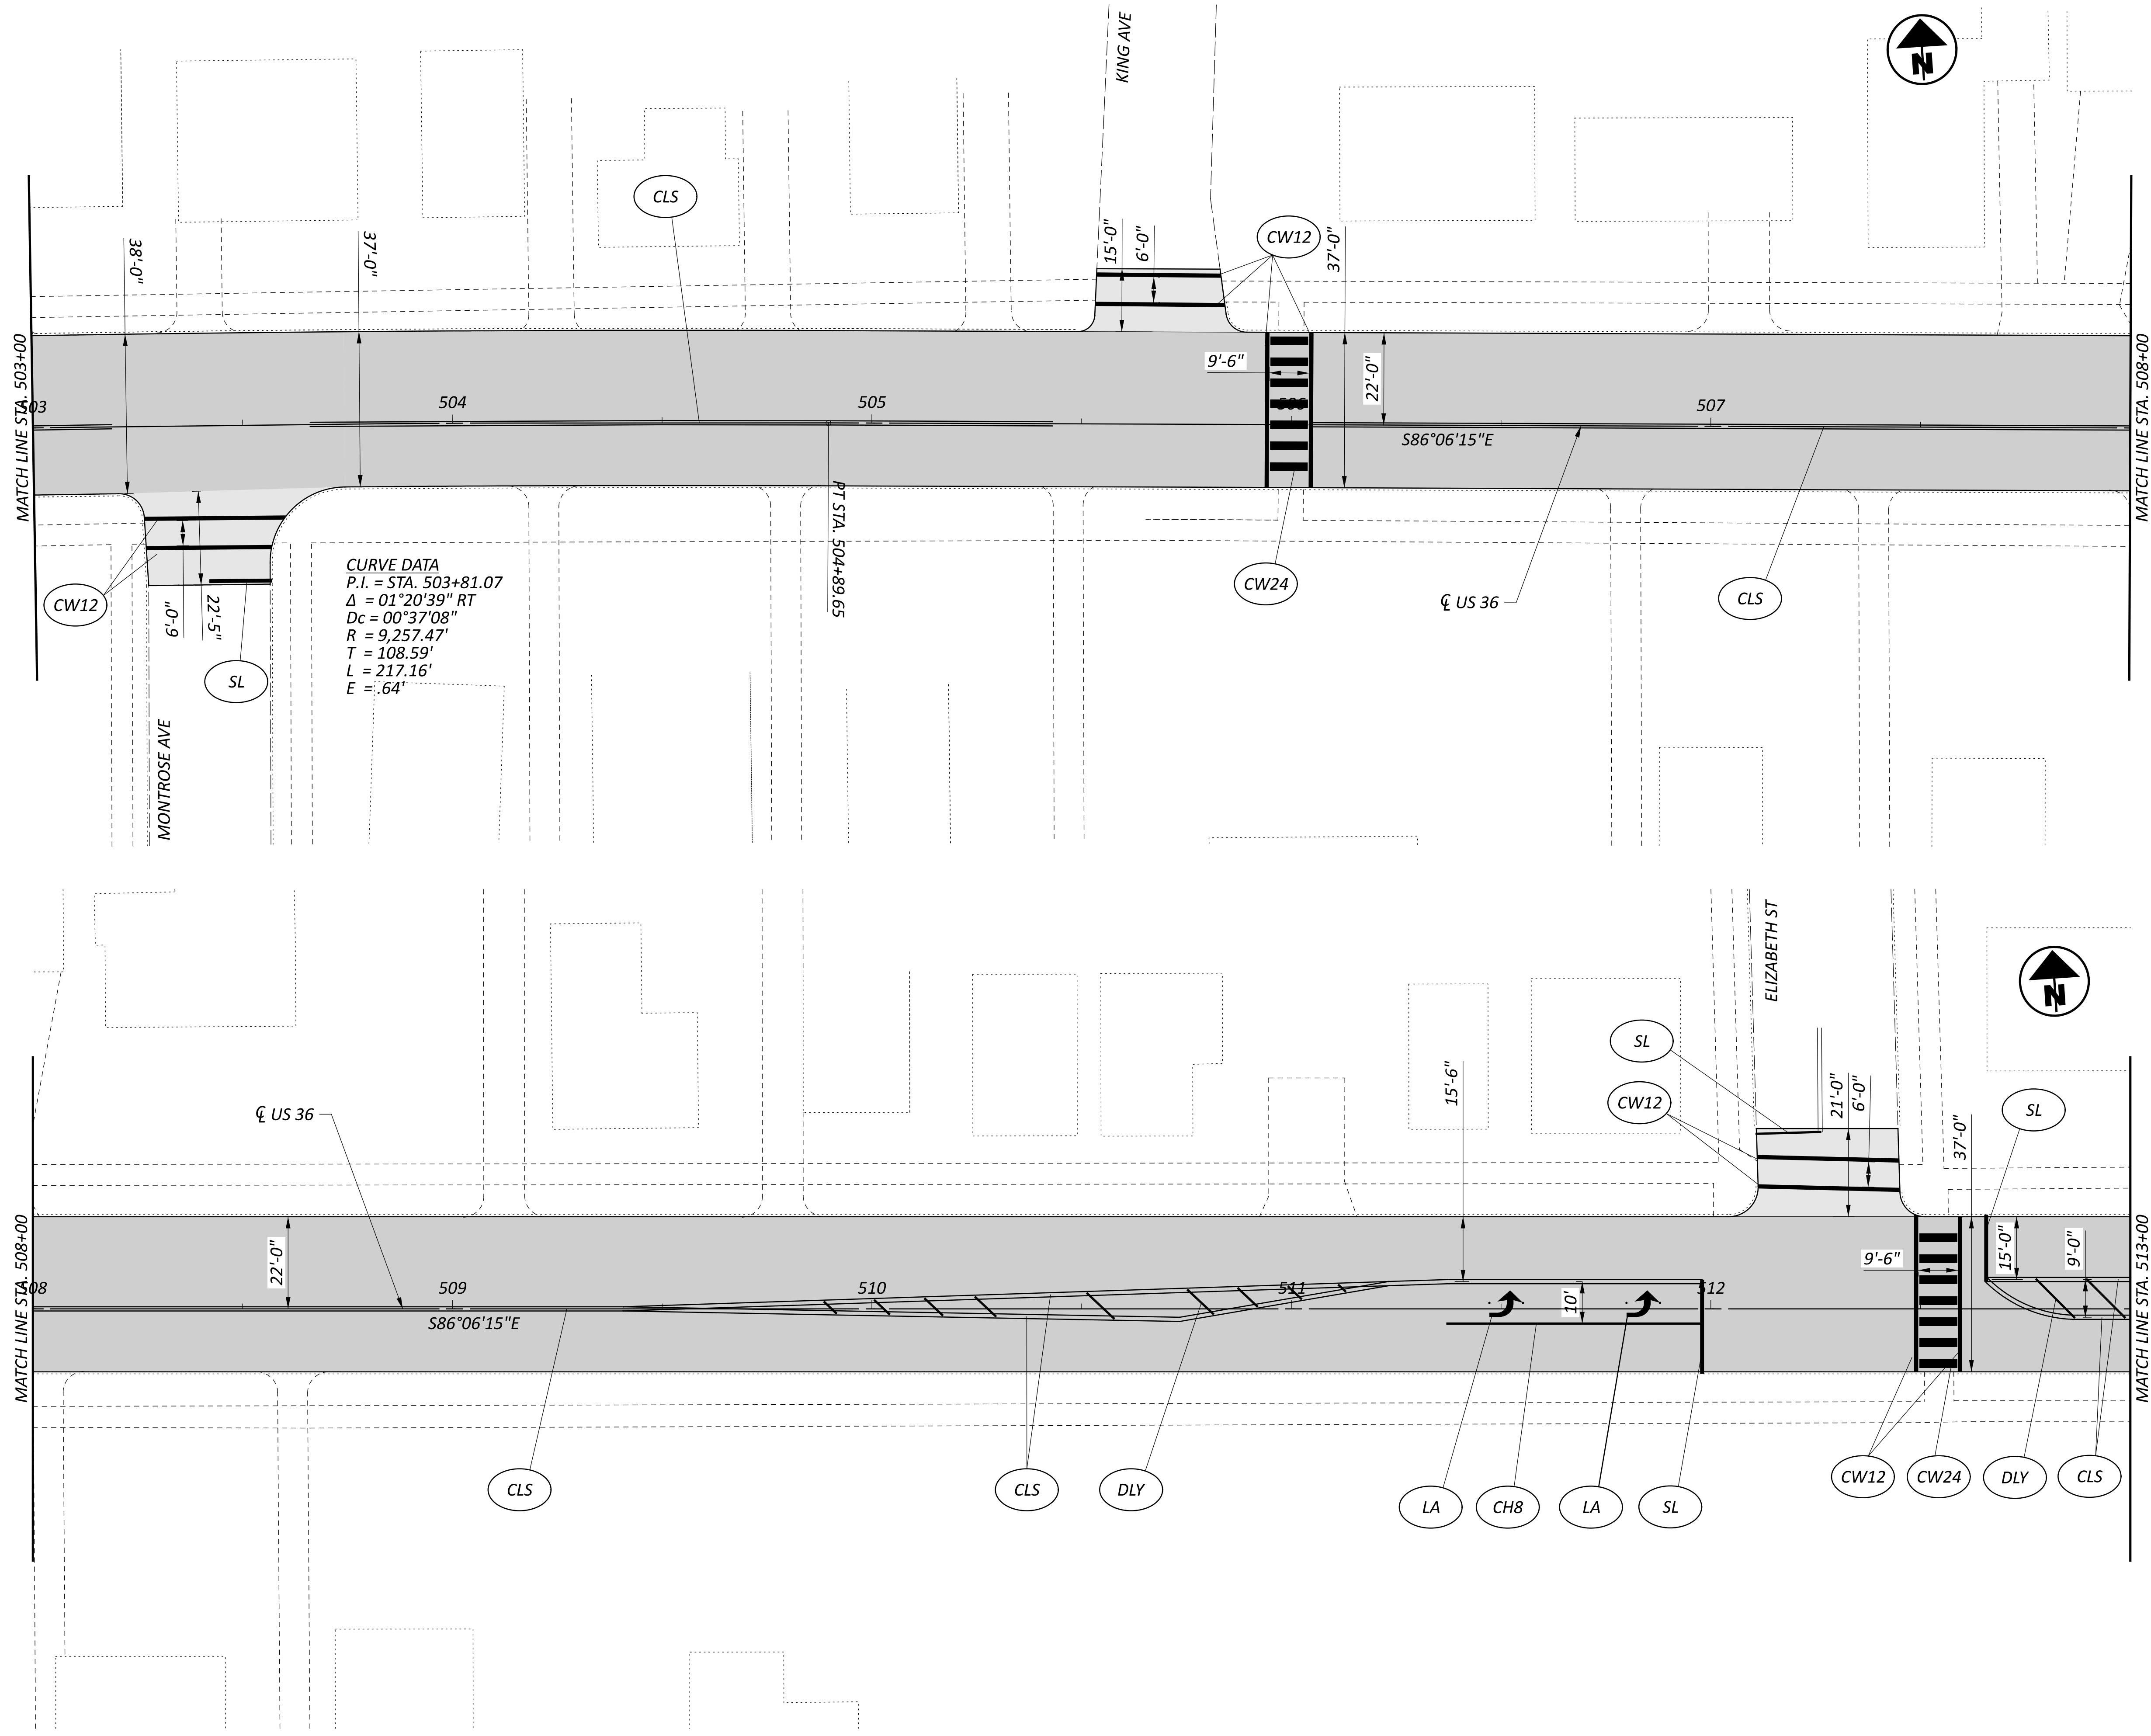 KING AVE
N
CLS
38'-0"
37'-0"
15'-0"
6'-0"
CW12
37'-0"
MATCH LINE STA. 503+00
503
504
505
9'-6"
506
22'-0"
507
MATCH LINE STA. 508+00
S86°06'15"E
PT STA. 504+89.65
CURVE DATA
P.I. = STA. 503+81.07
Δ = 01°20'39" RT
Dc = 00°37'08"
R = 9,257.47'
T = 108.59'
L = 217.16'
E = .64'
CW12
6'-0"
22'-5"
SL
CW24
℄ US 36
CLS
MONTROSE AVE
ELIZABETH ST
N
SL
CW12
15'-6"
21'-0"
6'-0"
37'-0"
SL
℄ US 36
MATCH LINE STA. 508+00
508
22'-0"
509
S86°06'15"E
510
511
10'
512
9'-6"
15'-0"
9'-0"
MATCH LINE STA. 513+00
CLS
CLS
DLY
LA
CH8
LA
SL
CW12
CW24
DLY
CLS